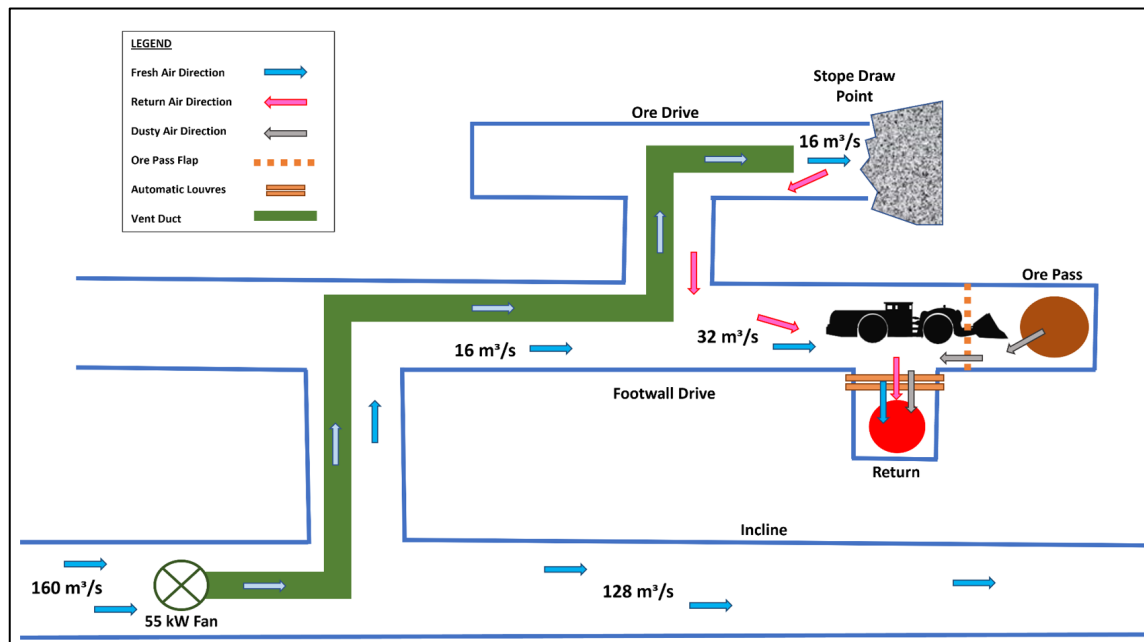 LEGEND
Fresh Air Direction
Return Air Direction
Dusty Air Direction
Ore Pass Flap
Automatic Louvres
Vent Duct
Stope Draw
Point
Ore Drive
16 m³/s
Ore Pass
16 m³/s
32 m³/s
Footwall Drive
Return
Incline
160 m³/s
128 m³/s
55 kW Fan